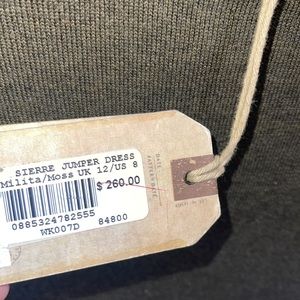 SIERRE JUMPER DRESS
Milita/Moss UK 12/US 8
$ 260.00
0885324782555
WK007D 84800